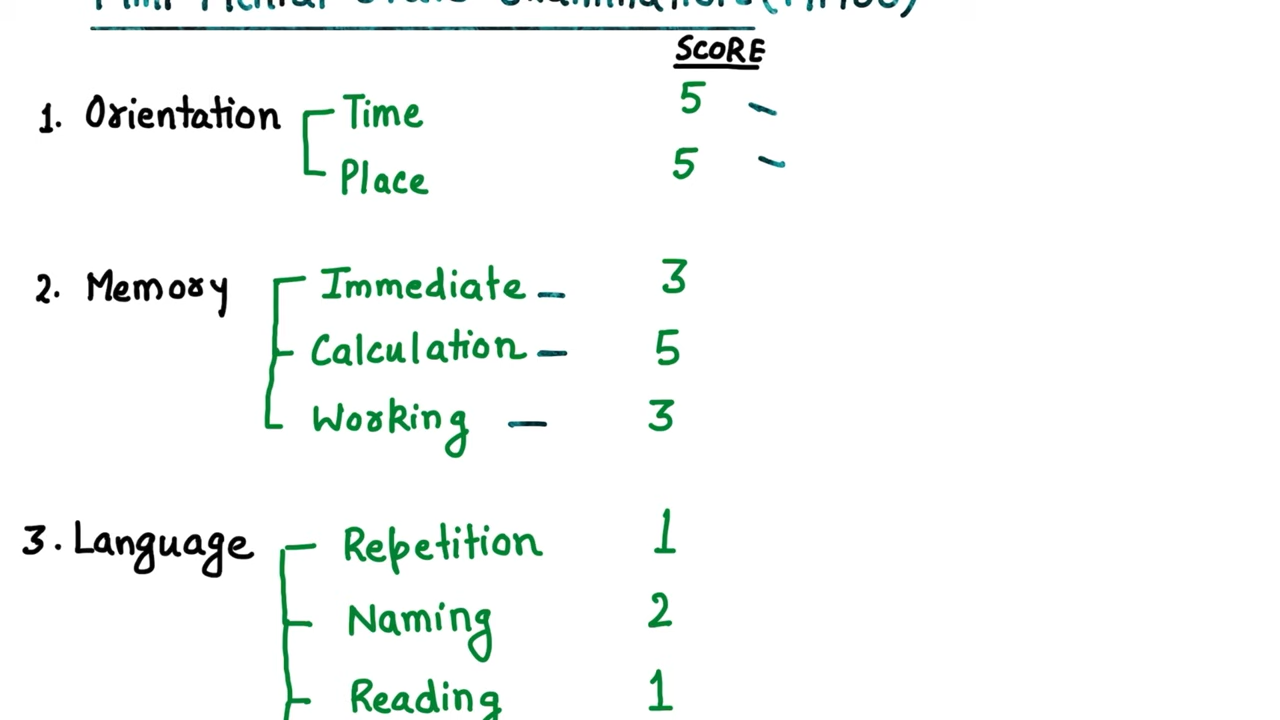 SCORE
1. Orientation Time 5
Place 5
2. Memory Immediate 3
Calculation 5
Working 3
3. Language Repetition 1
Naming 2
Reading 1